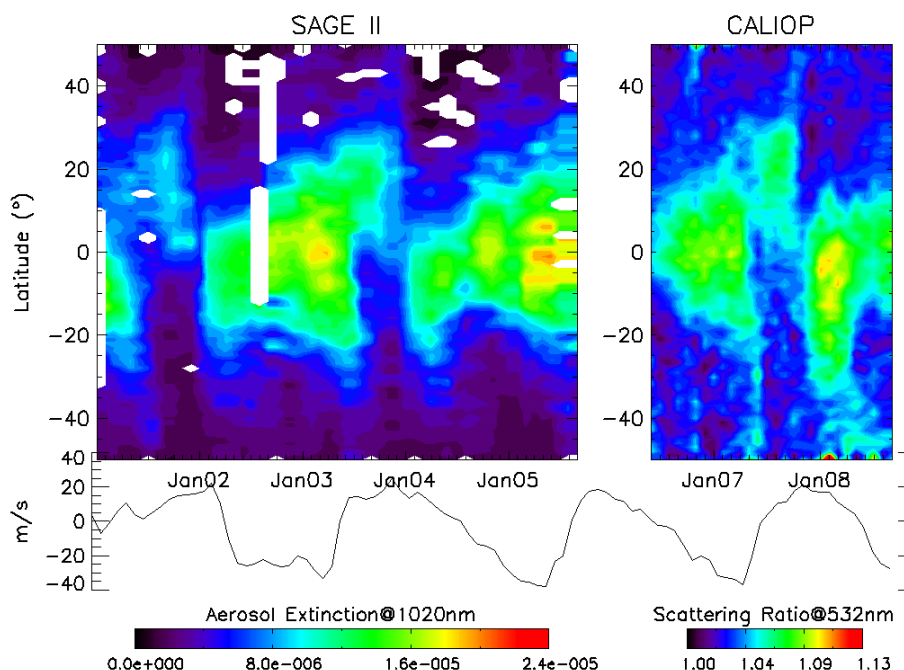 SAGE II
CALIOP
Latitude (°)
40
20
0
-20
-40
40
20
0
-20
-40
Jan02
Jan03
Jan04
Jan05
Jan07
Jan08
m/s
40
20
0
-20
-40
Aerosol Extinction@1020nm
0.0e+000
8.0e-006
1.6e-005
2.4e-005
Scattering Ratio@532nm
1.00
1.04
1.09
1.13